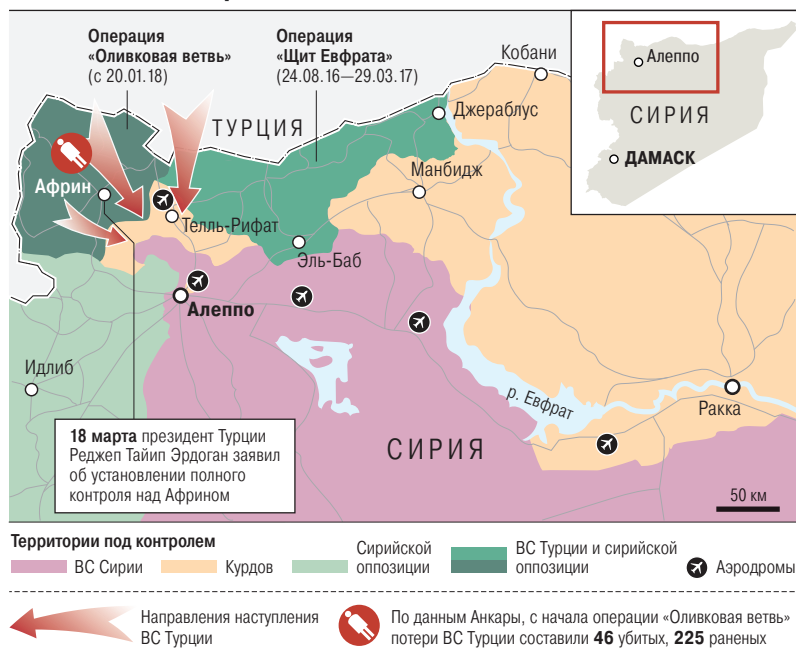 Операция
«Оливковая ветвь»
(с 20.01.18)
Операция
«Щит Евфрата»
(24.08.16—29.03.17)
Кобани
Алеппо
СИРИЯ
ДАМАСК
ТУРЦИЯ
Джераблус
Манбидж
Африн
Телль-Рифат
Эль-Баб
Алеппо
Идлиб
р. Евфрат
Ракка
СИРИЯ
18 марта президент Турции
Реджеп Тайип Эрдоган заявил
об установлении полного
контроля над Африном
50 км
Территории под контролем
ВС Сирии
Курдов
Сирийской
оппозиции
ВС Турции и сирийской
оппозиции
Аэродромы
Направления наступления
ВС Турции
По данным Анкары, с начала операции «Оливковая ветвь»
потери ВС Турции составили 46 убитых, 225 раненых